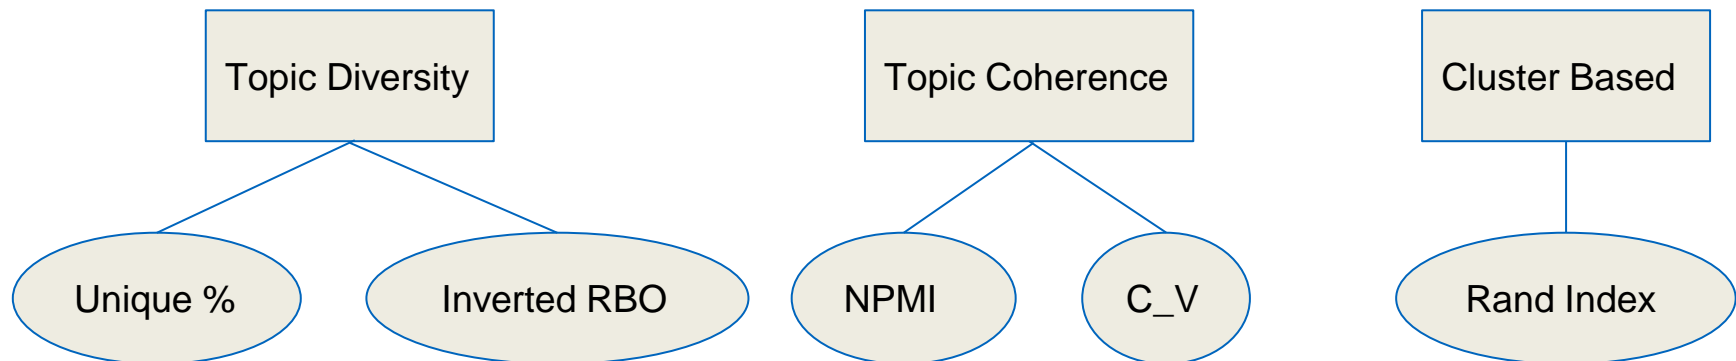 Topic Diversity
Topic Coherence
Cluster Based
Unique %
Inverted RBO
NPMI
C_V
Rand Index